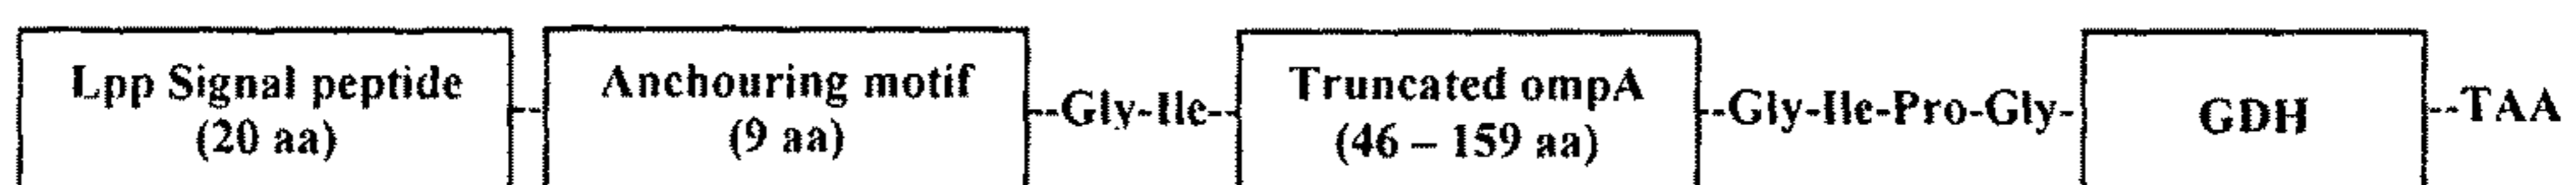 Lpp Signal peptide
(20 aa)
Anchouring motif
(9 aa)
--Gly-Ile--
Truncated ompA
(46 – 159 aa)
--Gly-Ile-Pro-Gly-
GDH
--TAA